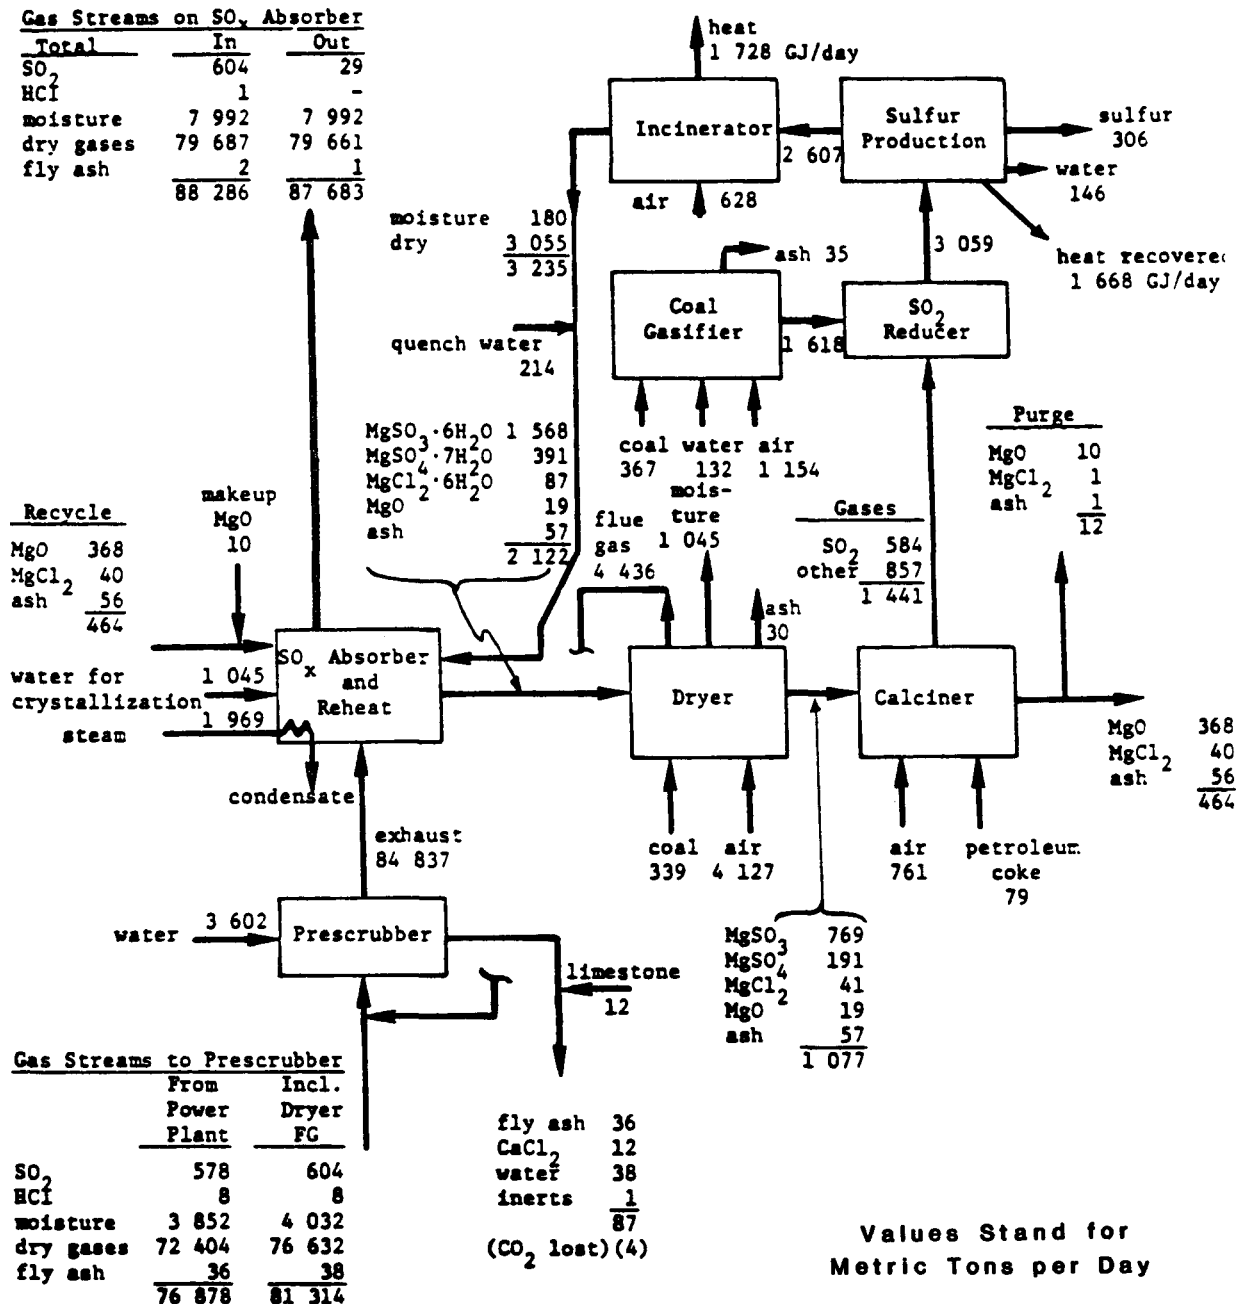 Gas Streams on SOx Absorber
Total In Out
SO2 604 29
HCI 1 -
moisture 7 992 7 992
dry gases 79 687 79 661
fly ash 2 1
88 286 87 683
heat
1 728 GJ/day
Incinerator
Sulfur
Production
sulfur
306
2 607
water
146
air 628
heat recovered
1 668 GJ/day
moisture 180
dry 3 055
3 235
3 059
ash 35
Coal
Gasifier
SO2
Reducer
1 618
quench water
214
coal water air
367 132 1 154
MgSO3·6H2O 1 568
MgSO4·7H2O 391
MgCl2·6H2O 87
MgO 19
ash 57
2 122
Purge
MgO 10
MgCl2 1
ash 1
12
makeup
MgO
10
Recycle
MgO 368
MgCl2 40
ash 56
464
flue
gas
4 436
mois-
ture
1 045
Gases
SO2 584
other 857
1 441
ash
30
SOx Absorber
and
Reheat
water for
crystallization
1 045
steam
1 969
condensate
Dryer
Calciner
MgO 368
MgCl2 40
ash 56
464
exhaust
84 837
coal air
339 4 127
air
761
petroleum
coke
79
water 3 602
Prescrubber
limestone
12
MgSO3 769
MgSO4 191
MgCl2 41
MgO 19
ash 57
1 077
Gas Streams to Prescrubber
From Incl.
Power Dryer
Plant FG
SO2 578 604
HCI 8 8
moisture 3 852 4 032
dry gases 72 404 76 632
fly ash 36 38
76 878 81 314
fly ash 36
CaCl2 12
water 38
inerts 1
87
(CO2 lost)(4)
Values Stand for
Metric Tons per Day